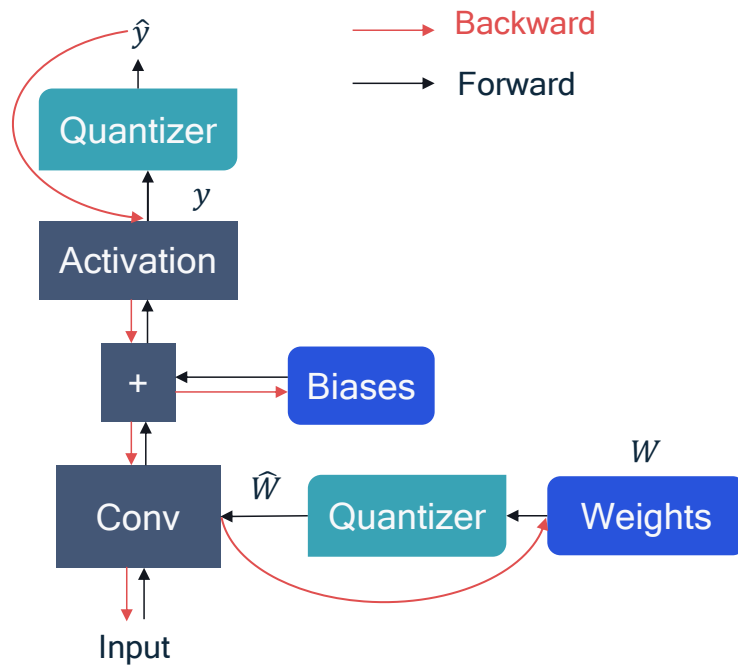 ŷ
Backward
Forward
Quantizer
y
Activation
+
Biases
W
Ŵ
Conv
Quantizer
Weights
Input